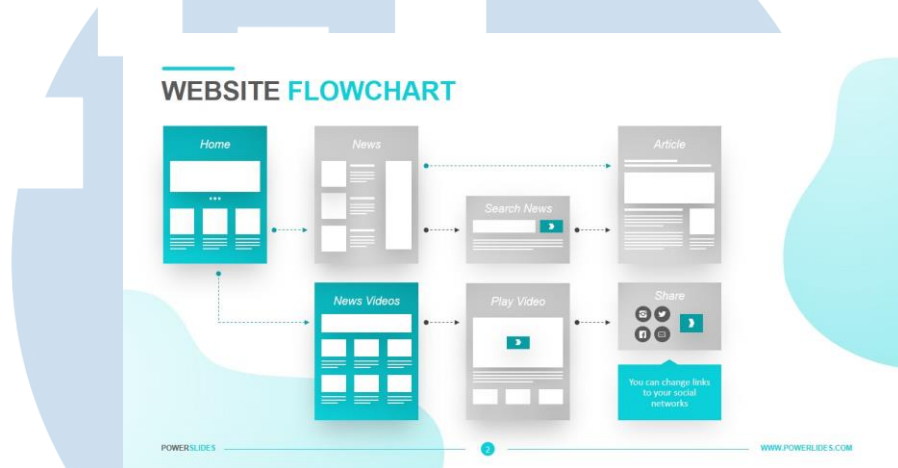 WEBSITE FLOWCHART
Home
News
Article
Search News
News Videos
Play Video
Share
You can change links
to your social
networks
POWERSLIDES
2
WWW.POWERLIDES.COM